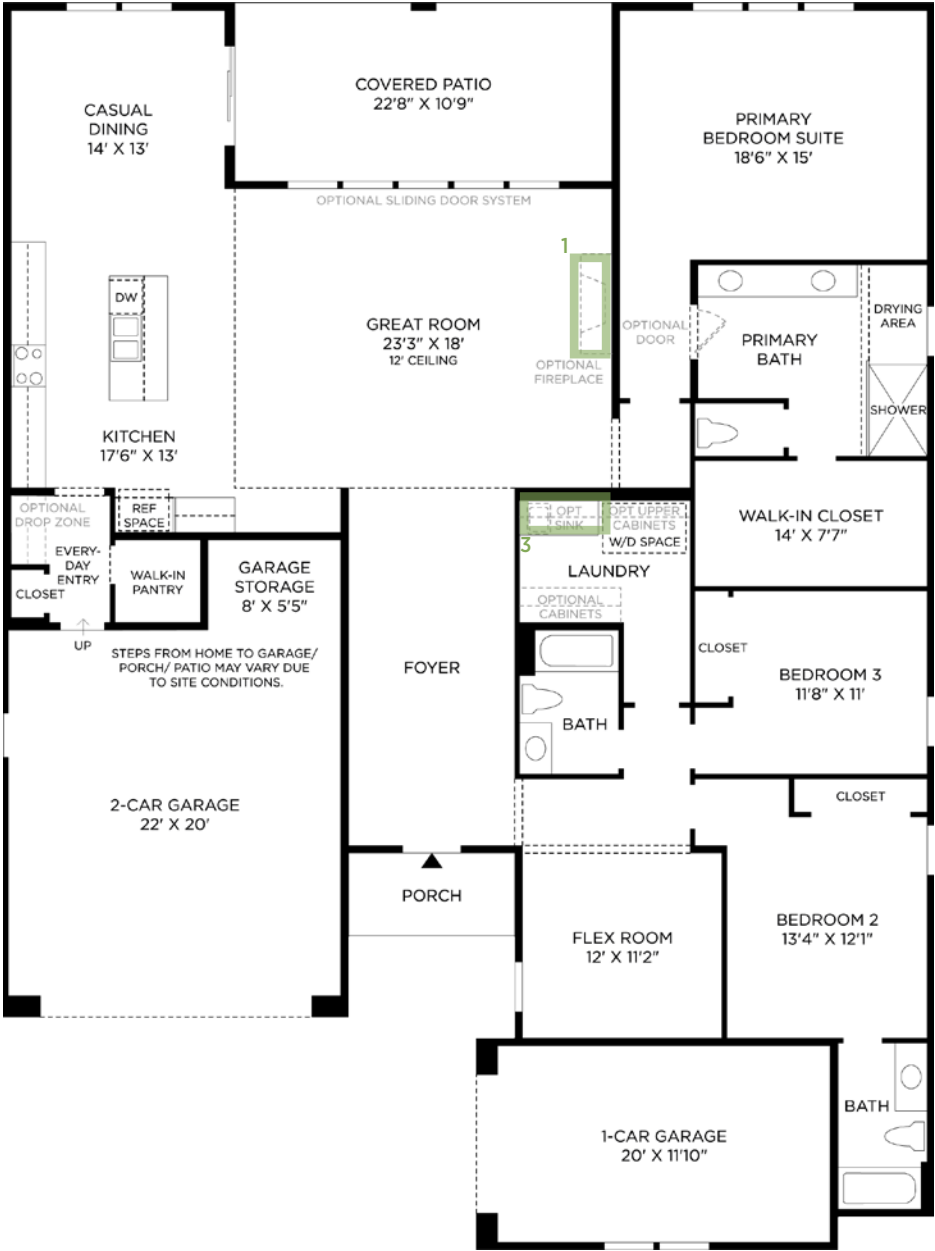 COVERED PATIO
22'8" X 10'9"
CASUAL
DINING
14' X 13'
PRIMARY
BEDROOM SUITE
18'6" X 15'
OPTIONAL SLIDING DOOR SYSTEM
1
DW
GREAT ROOM
23'3" X 18'
12' CEILING
OPTIONAL
FIREPLACE
OPTIONAL
DOOR
PRIMARY
BATH
DRYING
AREA
SHOWER
KITCHEN
17'6" X 13'
OPTIONAL
DROP ZONE
REF
SPACE
EVERY-
DAY
ENTRY
CLOSET
WALK-IN
PANTRY
GARAGE
STORAGE
8' X 5'5"
OPT
SINK
OPT UPPER
CABINETS
W/D SPACE
3
LAUNDRY
OPTIONAL
CABINETS
WALK-IN CLOSET
14' X 7'7"
UP
STEPS FROM HOME TO GARAGE/
PORCH/ PATIO MAY VARY DUE
TO SITE CONDITIONS.
FOYER
CLOSET
BEDROOM 3
11'8" X 11'
BATH
2-CAR GARAGE
22' X 20'
CLOSET
PORCH
BEDROOM 2
13'4" X 12'1"
FLEX ROOM
12' X 11'2"
BATH
1-CAR GARAGE
20' X 11'10"